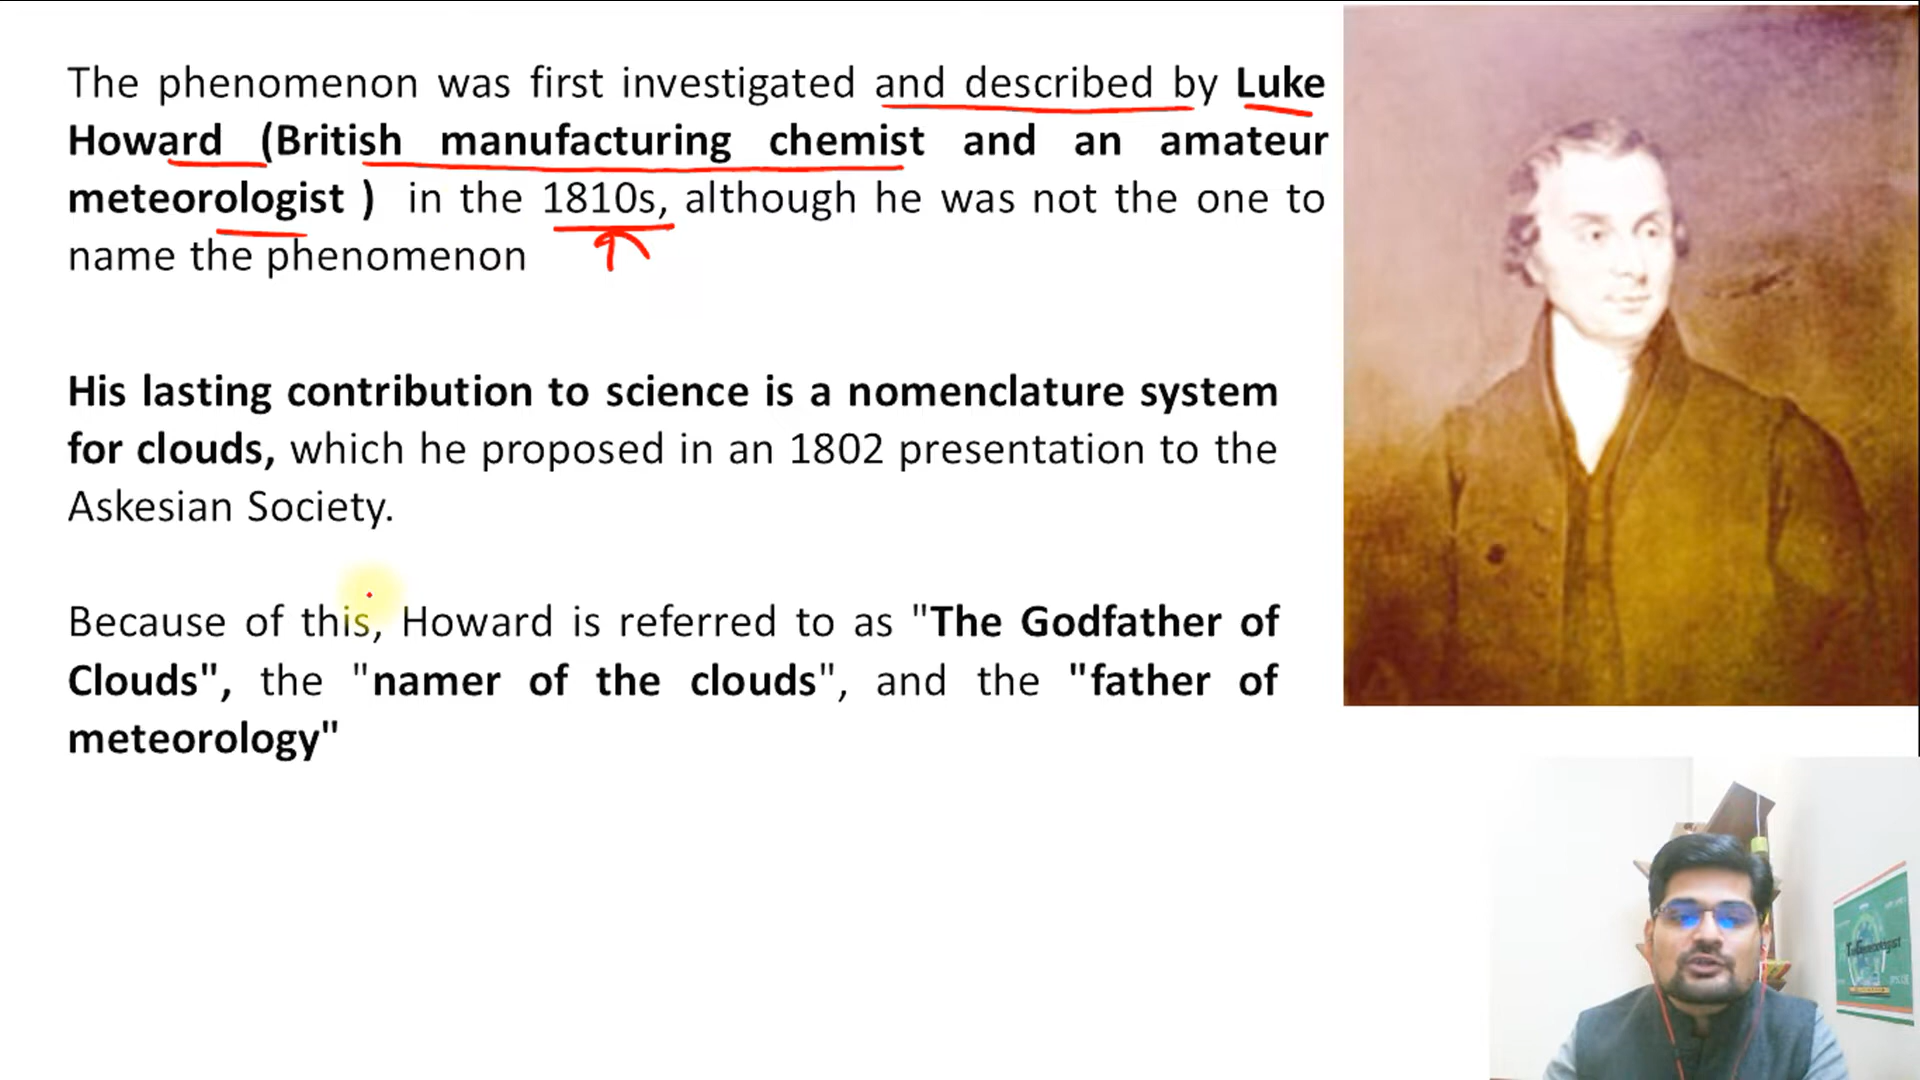 The phenomenon was first investigated and described by Luke
Howard (British manufacturing chemist and an amateur
meteorologist ) in the 1810s, although he was not the one to
name the phenomenon
His lasting contribution to science is a nomenclature system
for clouds, which he proposed in an 1802 presentation to the
Askesian Society.
Because of this, Howard is referred to as "The Godfather of
Clouds", the "namer of the clouds", and the "father of
meteorology"